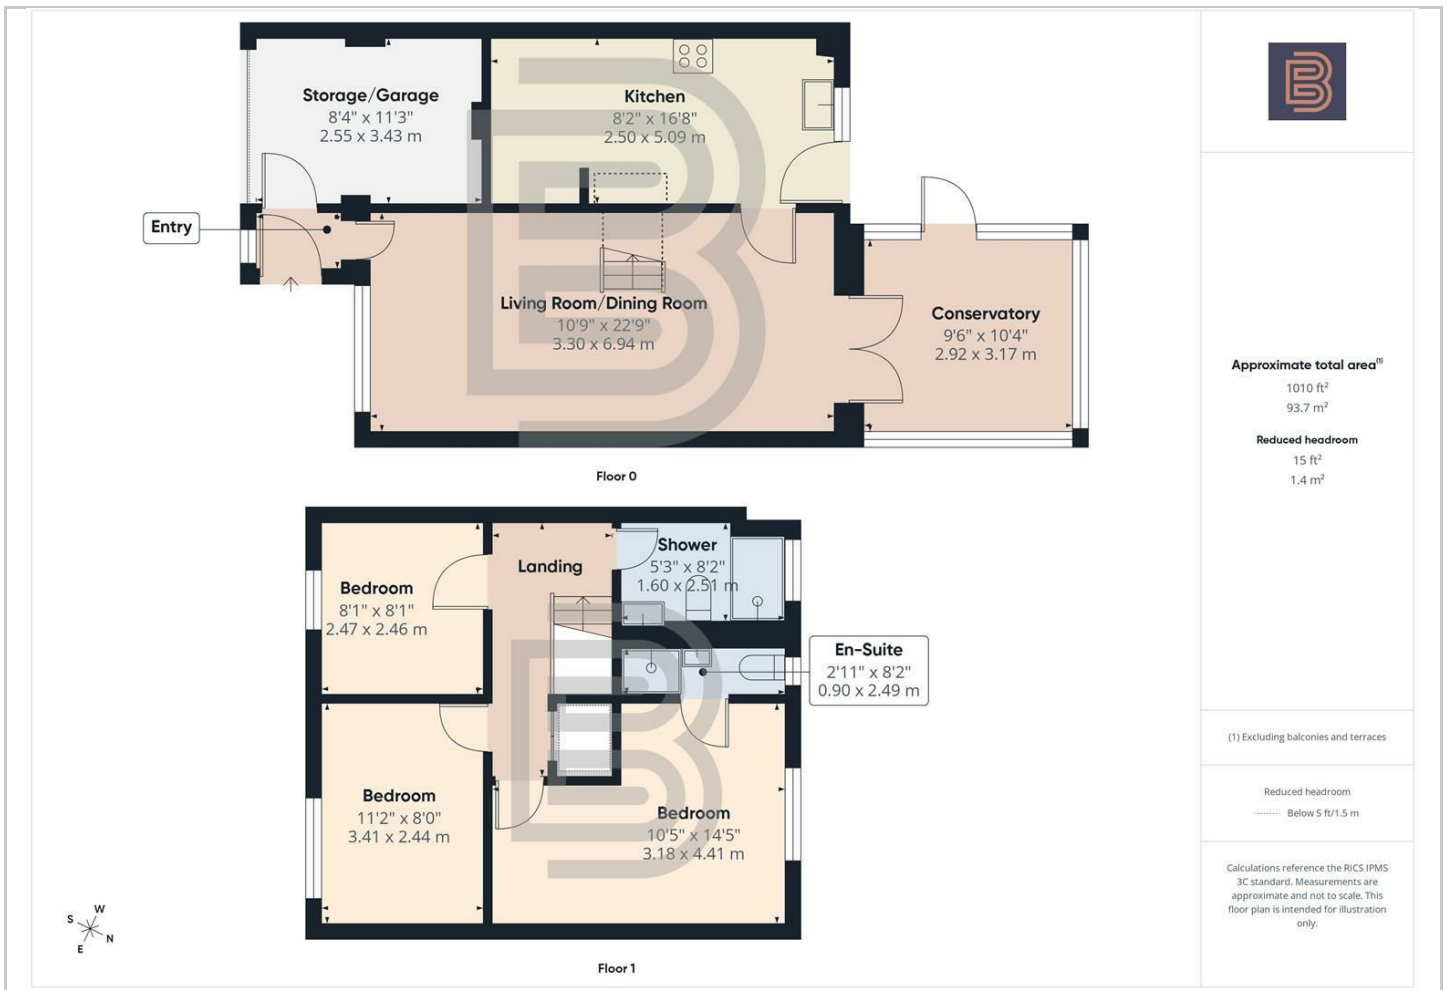 Storage/Garage
8'4" x 11'3"
2.55 x 3.43 m
Kitchen
8'2" x 16'8"
2.50 x 5.09 m
Entry
Living Room/Dining Room
10'9" x 22'9"
3.30 x 6.94 m
Conservatory
9'6" x 10'4"
2.92 x 3.17 m
Floor 0
Bedroom
8'1" x 8'1"
2.47 x 2.46 m
Landing
Shower
5'3" x 8'2"
1.60 x 2.51 m
En-Suite
2'11" x 8'2"
0.90 x 2.49 m
Bedroom
11'2" x 8'0"
3.41 x 2.44 m
Bedroom
10'5" x 14'5"
3.18 x 4.41 m
Floor 1
S W
E N
B
Approximate total area(1)
1010 ft²
93.7 m²
Reduced headroom
15 ft²
1.4 m²
(1) Excluding balconies and terraces
Reduced headroom
Below 5 ft/1.5 m
Calculations reference the RICS IPMS
3C standard. Measurements are
approximate and not to scale. This
floor plan is intended for illustration
only.